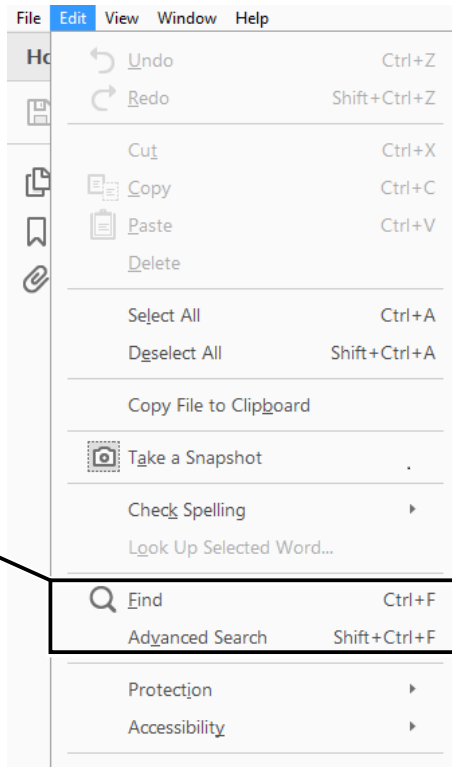 File Edit View Window Help
Ho
Undo Ctrl+Z
Redo Shift+Ctrl+Z
Cut Ctrl+X
Copy Ctrl+C
Paste Ctrl+V
Delete
Select All Ctrl+A
Deselect All Shift+Ctrl+A
Copy File to Clipboard
Take a Snapshot
Check Spelling
Look Up Selected Word...
Find Ctrl+F
Advanced Search Shift+Ctrl+F
Protection
Accessibility